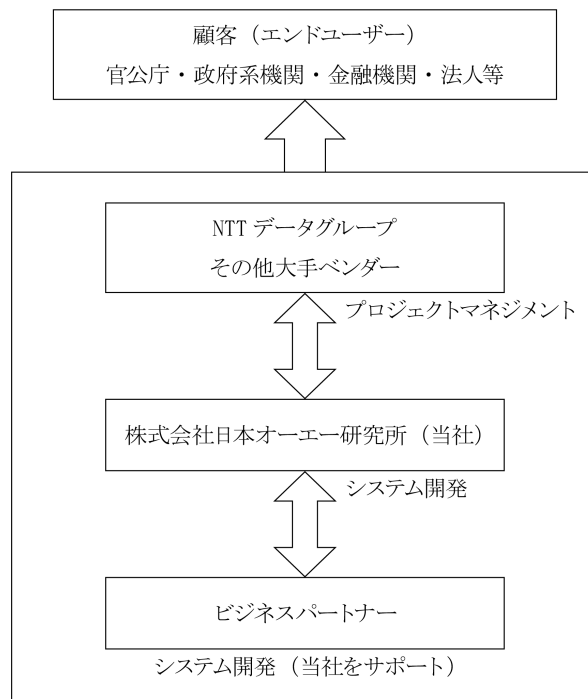 顧客（エンドユーザー）
官公庁・政府系機関・金融機関・法人等
NTT データグループ
その他大手ベンダー
プロジェクトマネジメント
株式会社日本オーエー研究所（当社）
システム開発
ビジネスパートナー
システム開発（当社をサポート）